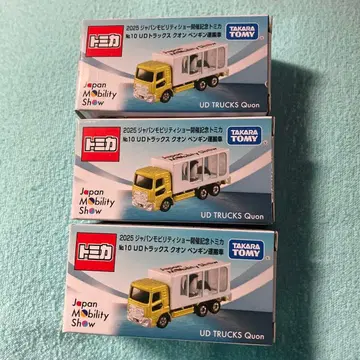 トミカ
2025 ジャパンモビリティショー開催記念トミカ
№10 UDトラックス クオン ペンギン運搬車
TAKARA TOMY
Japan
Mobility
Show
UD TRUCKS Quon
トミカ
2025 ジャパンモビリティショー開催記念トミカ
№10 UDトラックス クオン ペンギン運搬車
TAKARA TOMY
Japan
Mobility
Show
UD TRUCKS Quon
トミカ
2025 ジャパンモビリティショー開催記念トミカ
№10 UDトラックス クオン ペンギン運搬車
TAKARA TOMY
Japan
Mobility
Show
UD TRUCKS Quon